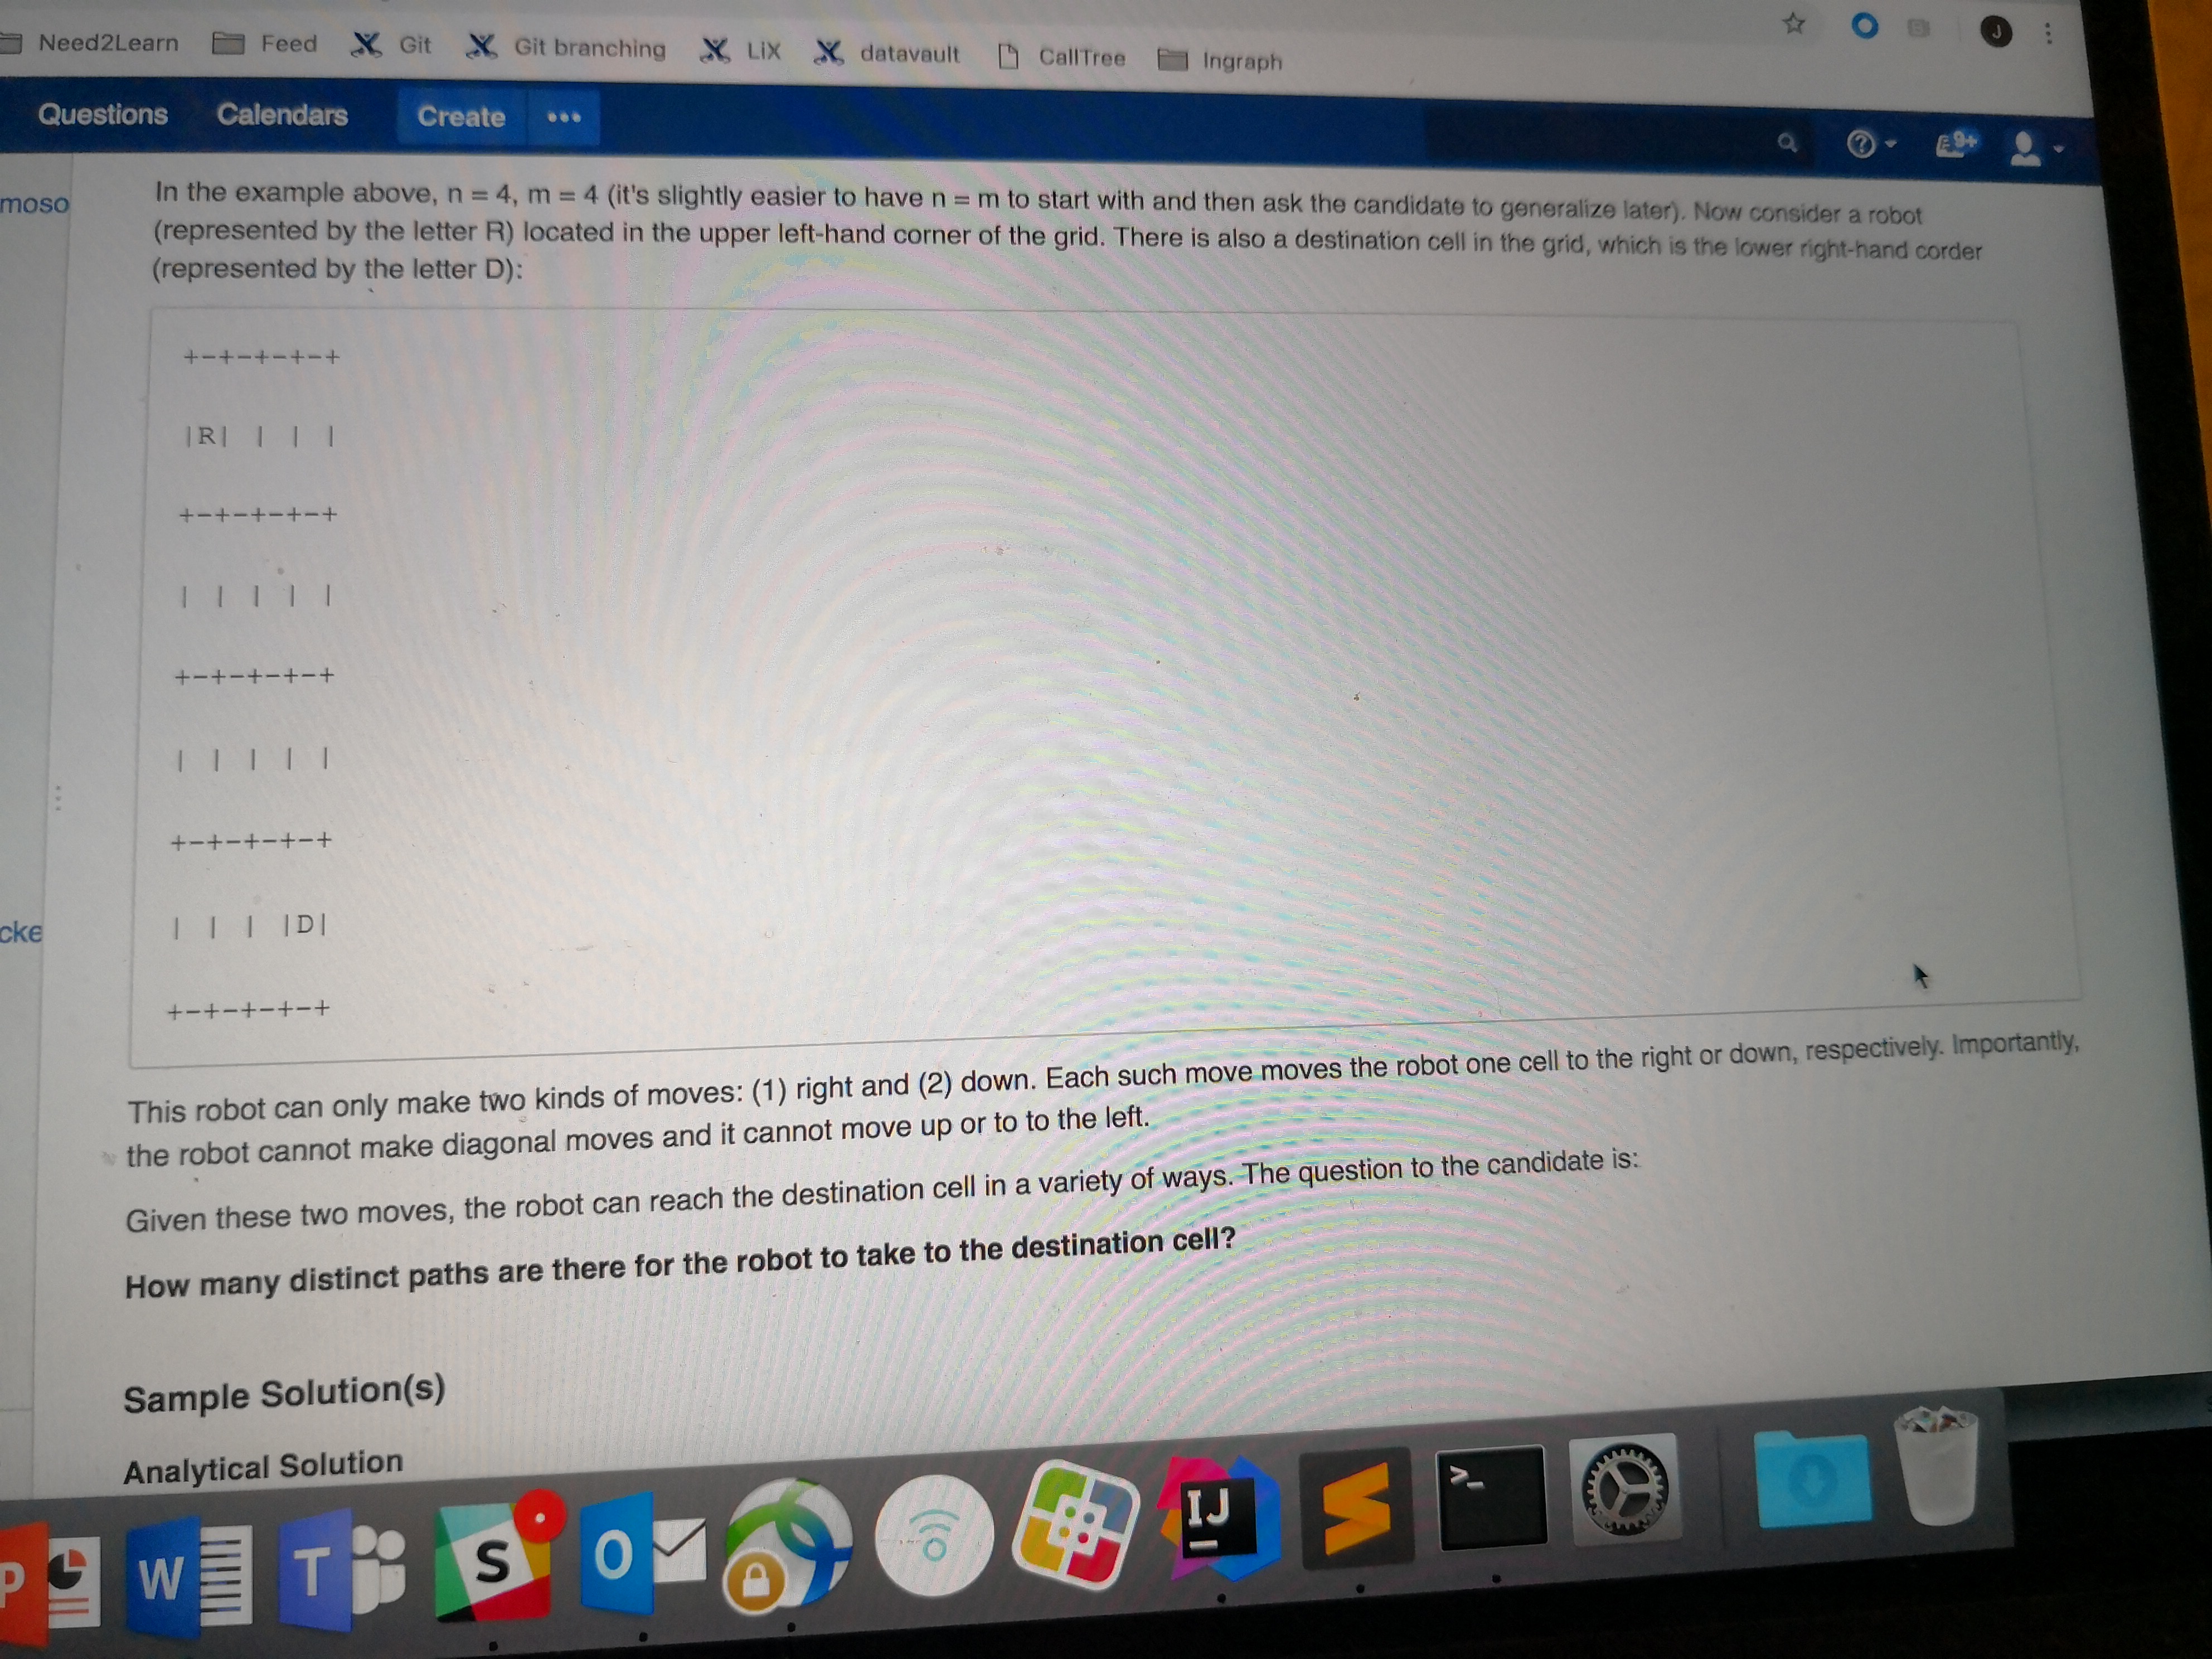 Need2Learn Feed Git Git branching LiX datavault CallTree Ingraph J
Questions Calendars Create ••• ? 9+
moso
In the example above, n = 4, m = 4 (it's slightly easier to have n = m to start with and then ask the candidate to generalize later). Now consider a robot
(represented by the letter R) located in the upper left-hand corner of the grid. There is also a destination cell in the grid, which is the lower right-hand corder
(represented by the letter D):
+-+-+-+-+
|R| | | |
+-+-+-+-+
| | | | |
+-+-+-+-+
| | | | |
+-+-+-+-+
| | | |D|
+-+-+-+-+
cke
This robot can only make two kinds of moves: (1) right and (2) down. Each such move moves the robot one cell to the right or down, respectively. Importantly,
the robot cannot make diagonal moves and it cannot move up or to to the left.
Given these two moves, the robot can reach the destination cell in a variety of ways. The question to the candidate is:
How many distinct paths are there for the robot to take to the destination cell?
Sample Solution(s)
Analytical Solution
P W T S O IJ >_